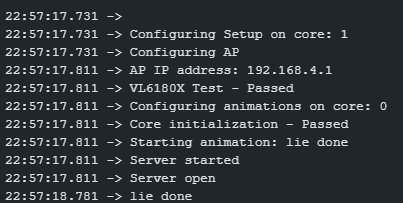 22:57:17.731 ->
22:57:17.731 -> Configuring Setup on core: 1
22:57:17.731 -> Configuring AP
22:57:17.811 -> AP IP address: 192.168.4.1
22:57:17.811 -> VL6180X Test - Passed
22:57:17.811 -> Configuring animations on core: 0
22:57:17.811 -> Core initialization - Passed
22:57:17.811 -> Starting animation: lie done
22:57:17.811 -> Server started
22:57:17.811 -> Server open
22:57:18.781 -> lie done